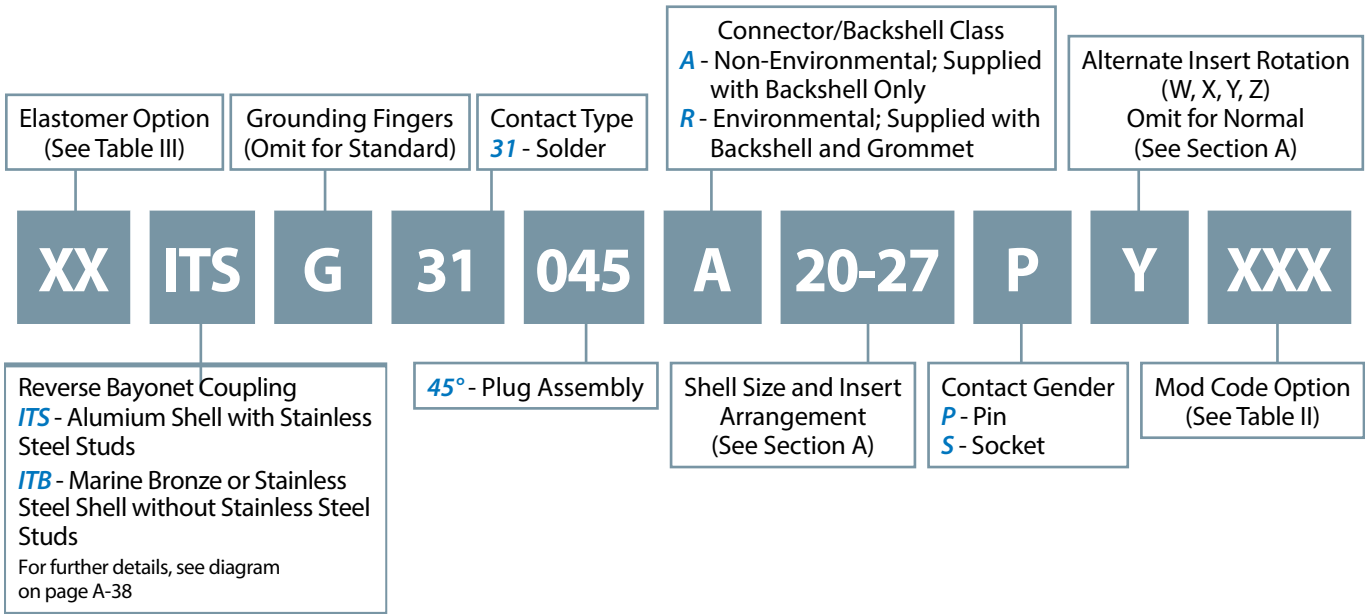 Connector/Backshell Class
A - Non-Environmental; Supplied
with Backshell Only
R - Environmental; Supplied with
Backshell and Grommet
Alternate Insert Rotation
(W, X, Y, Z)
Omit for Normal
(See Section A)
Elastomer Option
(See Table III)
Grounding Fingers
(Omit for Standard)
Contact Type
31 - Solder
XX ITS G 31 045 A 20-27 P Y XXX
Reverse Bayonet Coupling
ITS - Alumium Shell with Stainless
Steel Studs
ITB - Marine Bronze or Stainless
Steel Shell without Stainless Steel
Studs
For further details, see diagram
on page A-38
45° - Plug Assembly
Shell Size and Insert
Arrangement
(See Section A)
Contact Gender
P - Pin
S - Socket
Mod Code Option
(See Table II)